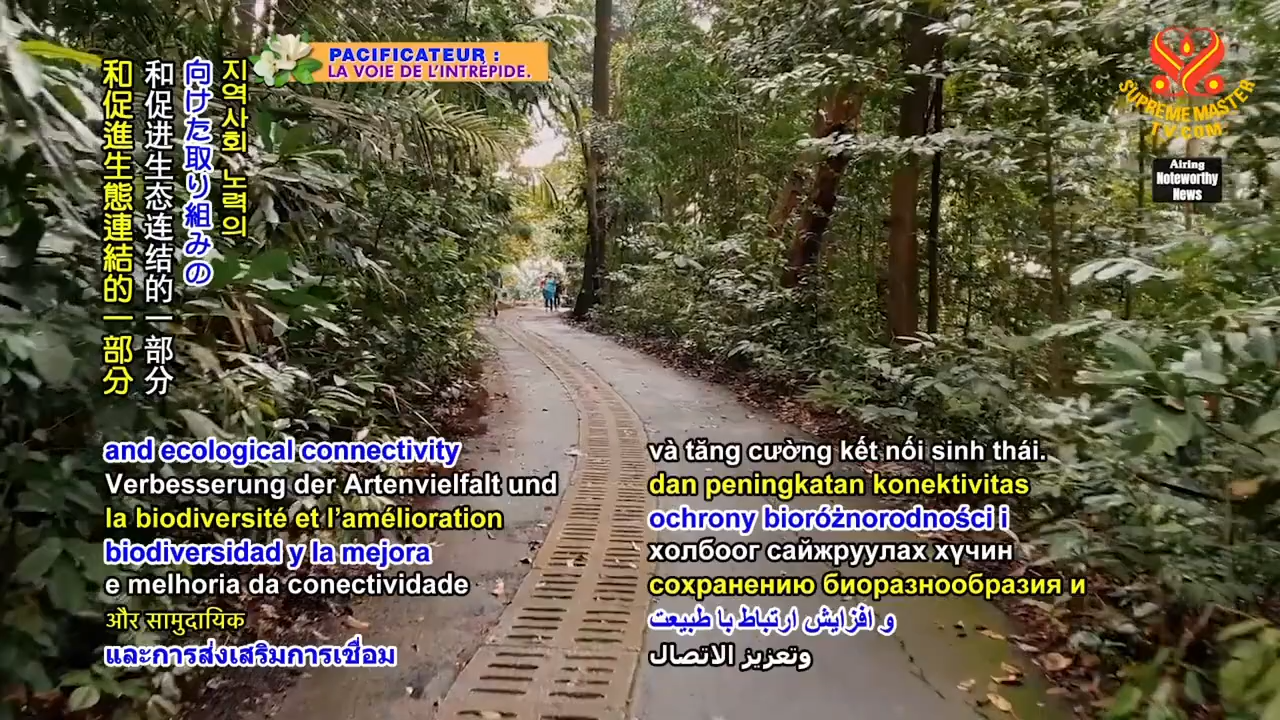 PACIFICATEUR :
LA VOIE DE L'INTRÉPIDE.
SUPREME MASTER
TV.COM
Airing
Noteworthy
News
지역사회 노력의
向けた取り組みの
和促进生态连结的一部分
和促進生態連結的一部分
and ecological connectivity
Verbesserung der Artenvielfalt und
la biodiversité et l'amélioration
biodiversidad y la mejora
e melhoria da conectividade
और सामुदायिक
และการส่งเสริมการเชื่อม
và tăng cường kết nối sinh thái.
dan peningkatan konektivitas
ochrony bioróżnorodności i
холбоог сайжруулах хүчин
сохранению биоразнообразия и
و افزایش ارتباط با طبیعت
وتعزيز الاتصال